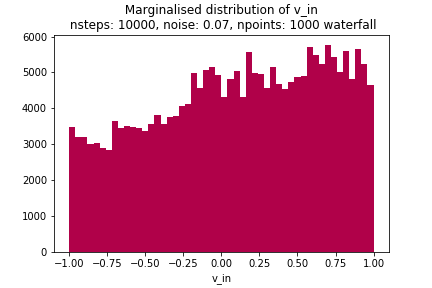 Marginalised distribution of v_in
nsteps: 10000, noise: 0.07, npoints: 1000 waterfall
6000
5000
4000
3000
2000
1000
0
−1.00 −0.75 −0.50 −0.25 0.00 0.25 0.50 0.75 1.00
v_in